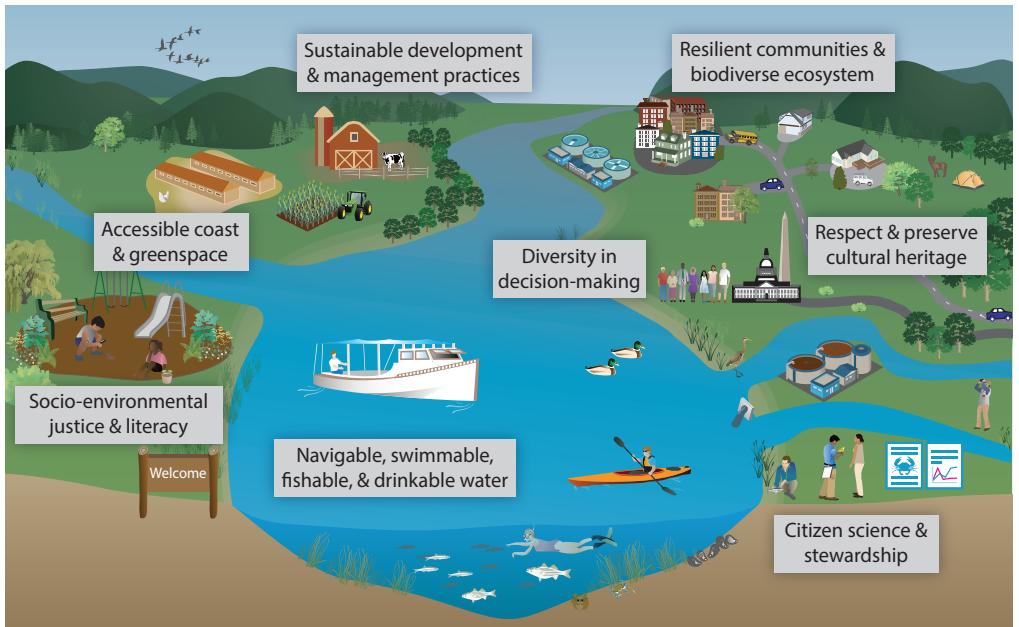 Sustainable development
& management practices
Resilient communities &
biodiverse ecosystem
Accessible coast
& greenspace
Diversity in
decision-making
Respect & preserve
cultural heritage
Socio-environmental
justice & literacy
Navigable, swimmable,
fishable, & drinkable water
Welcome
Citizen science &
stewardship